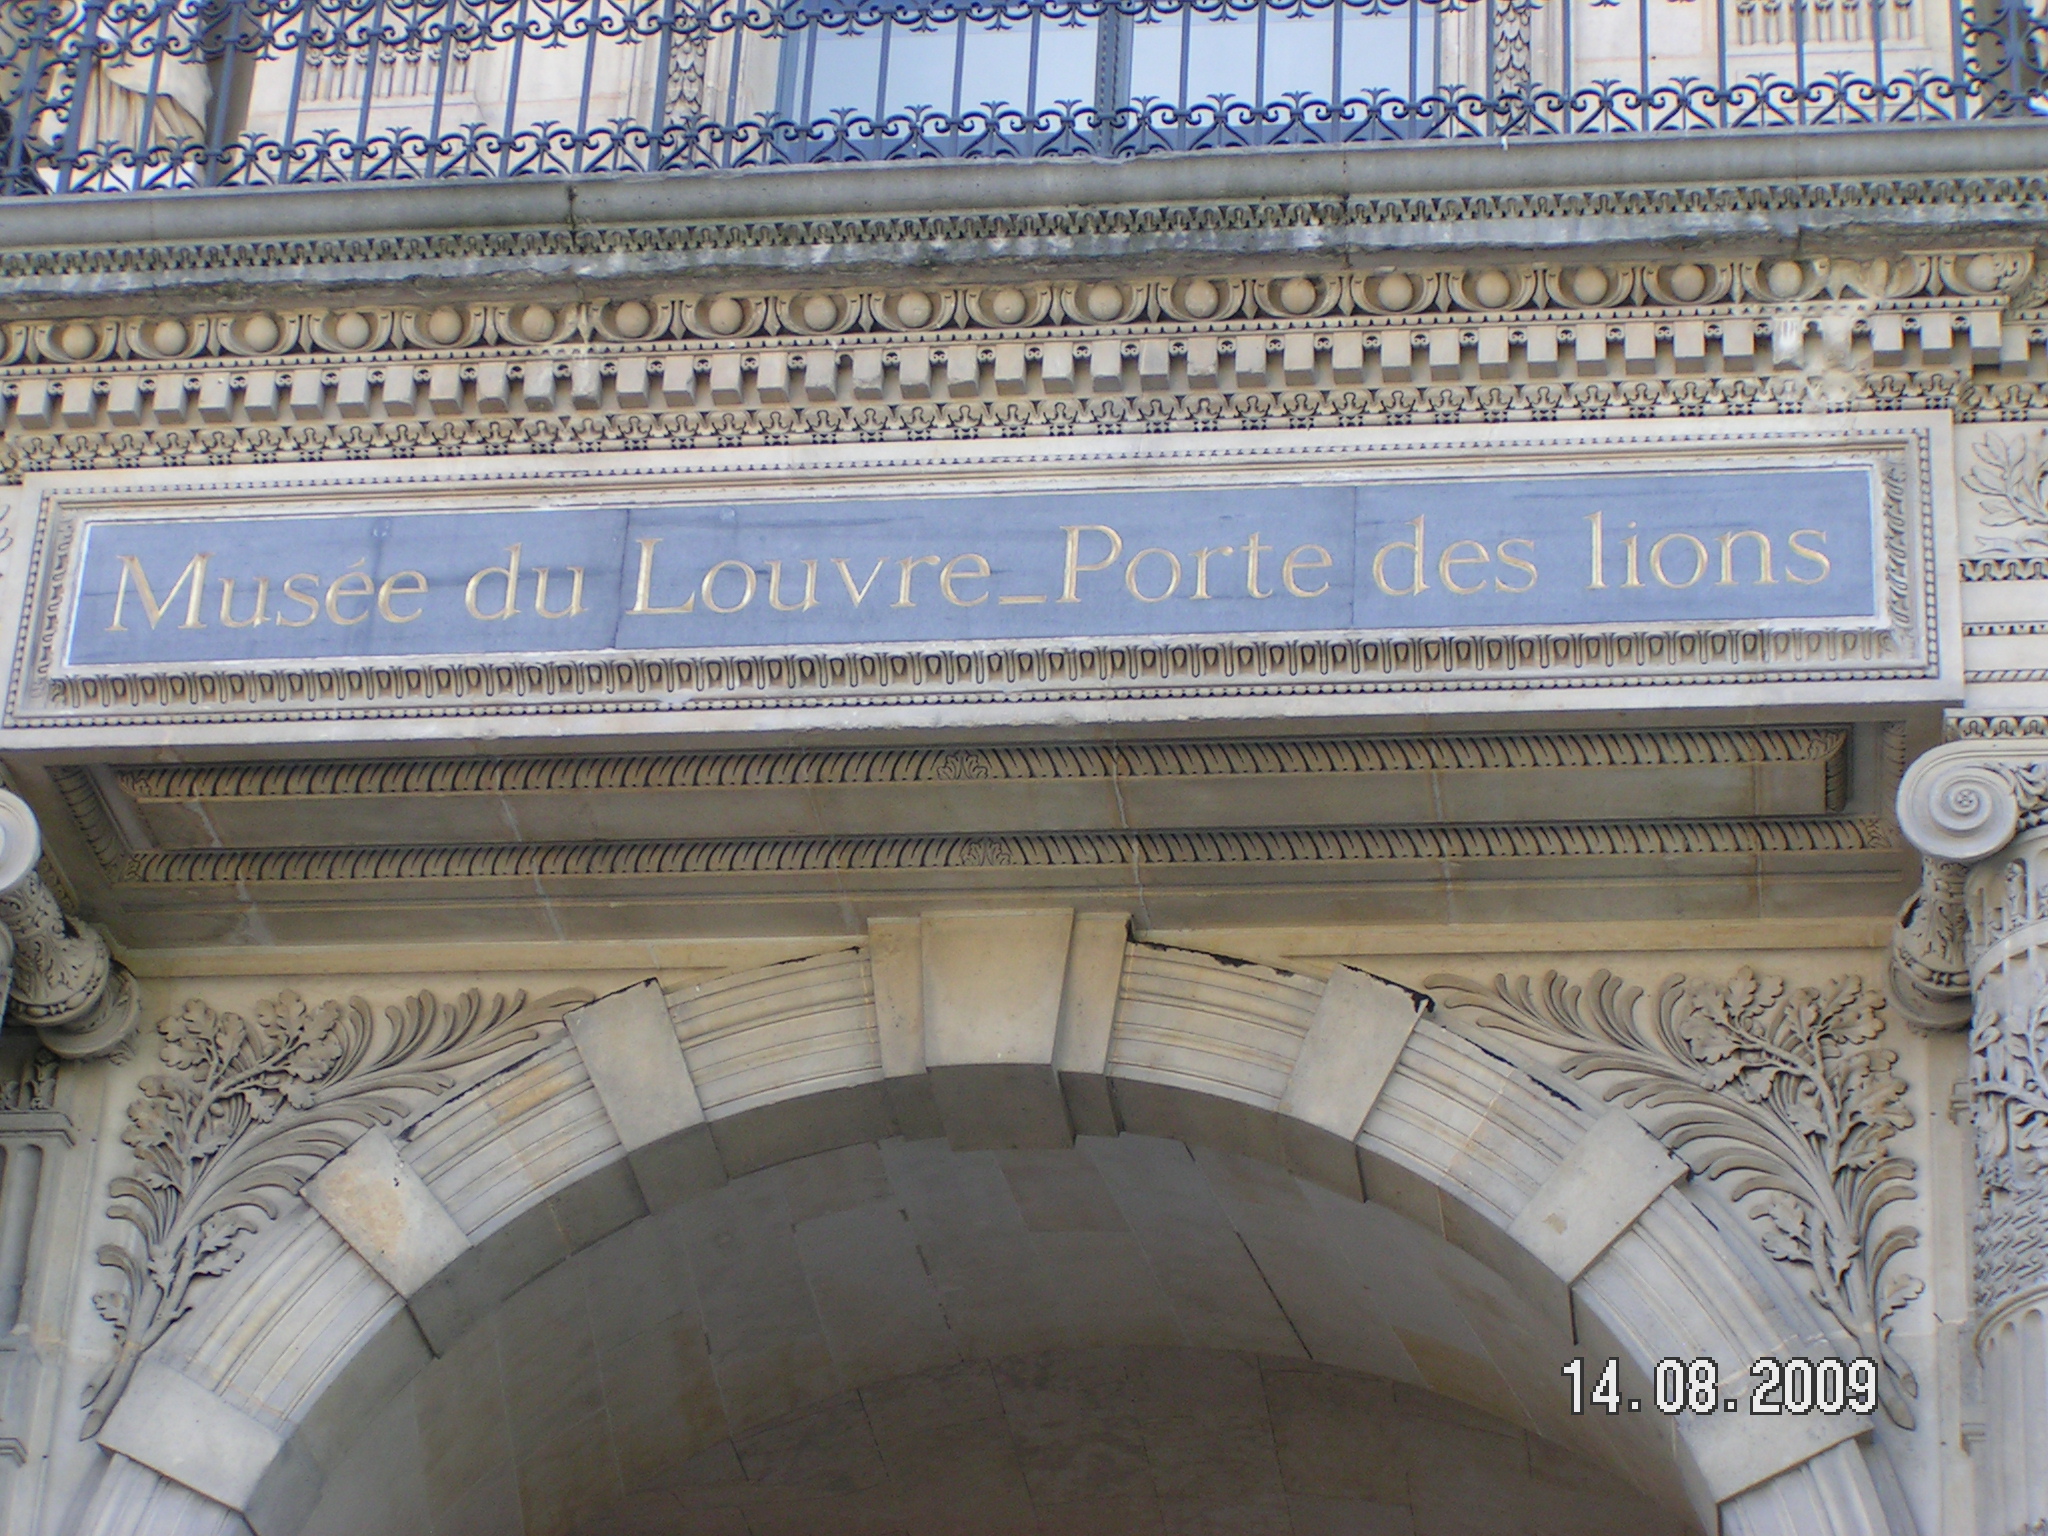 Musée du Louvre_Porte des lions
14.08.2009